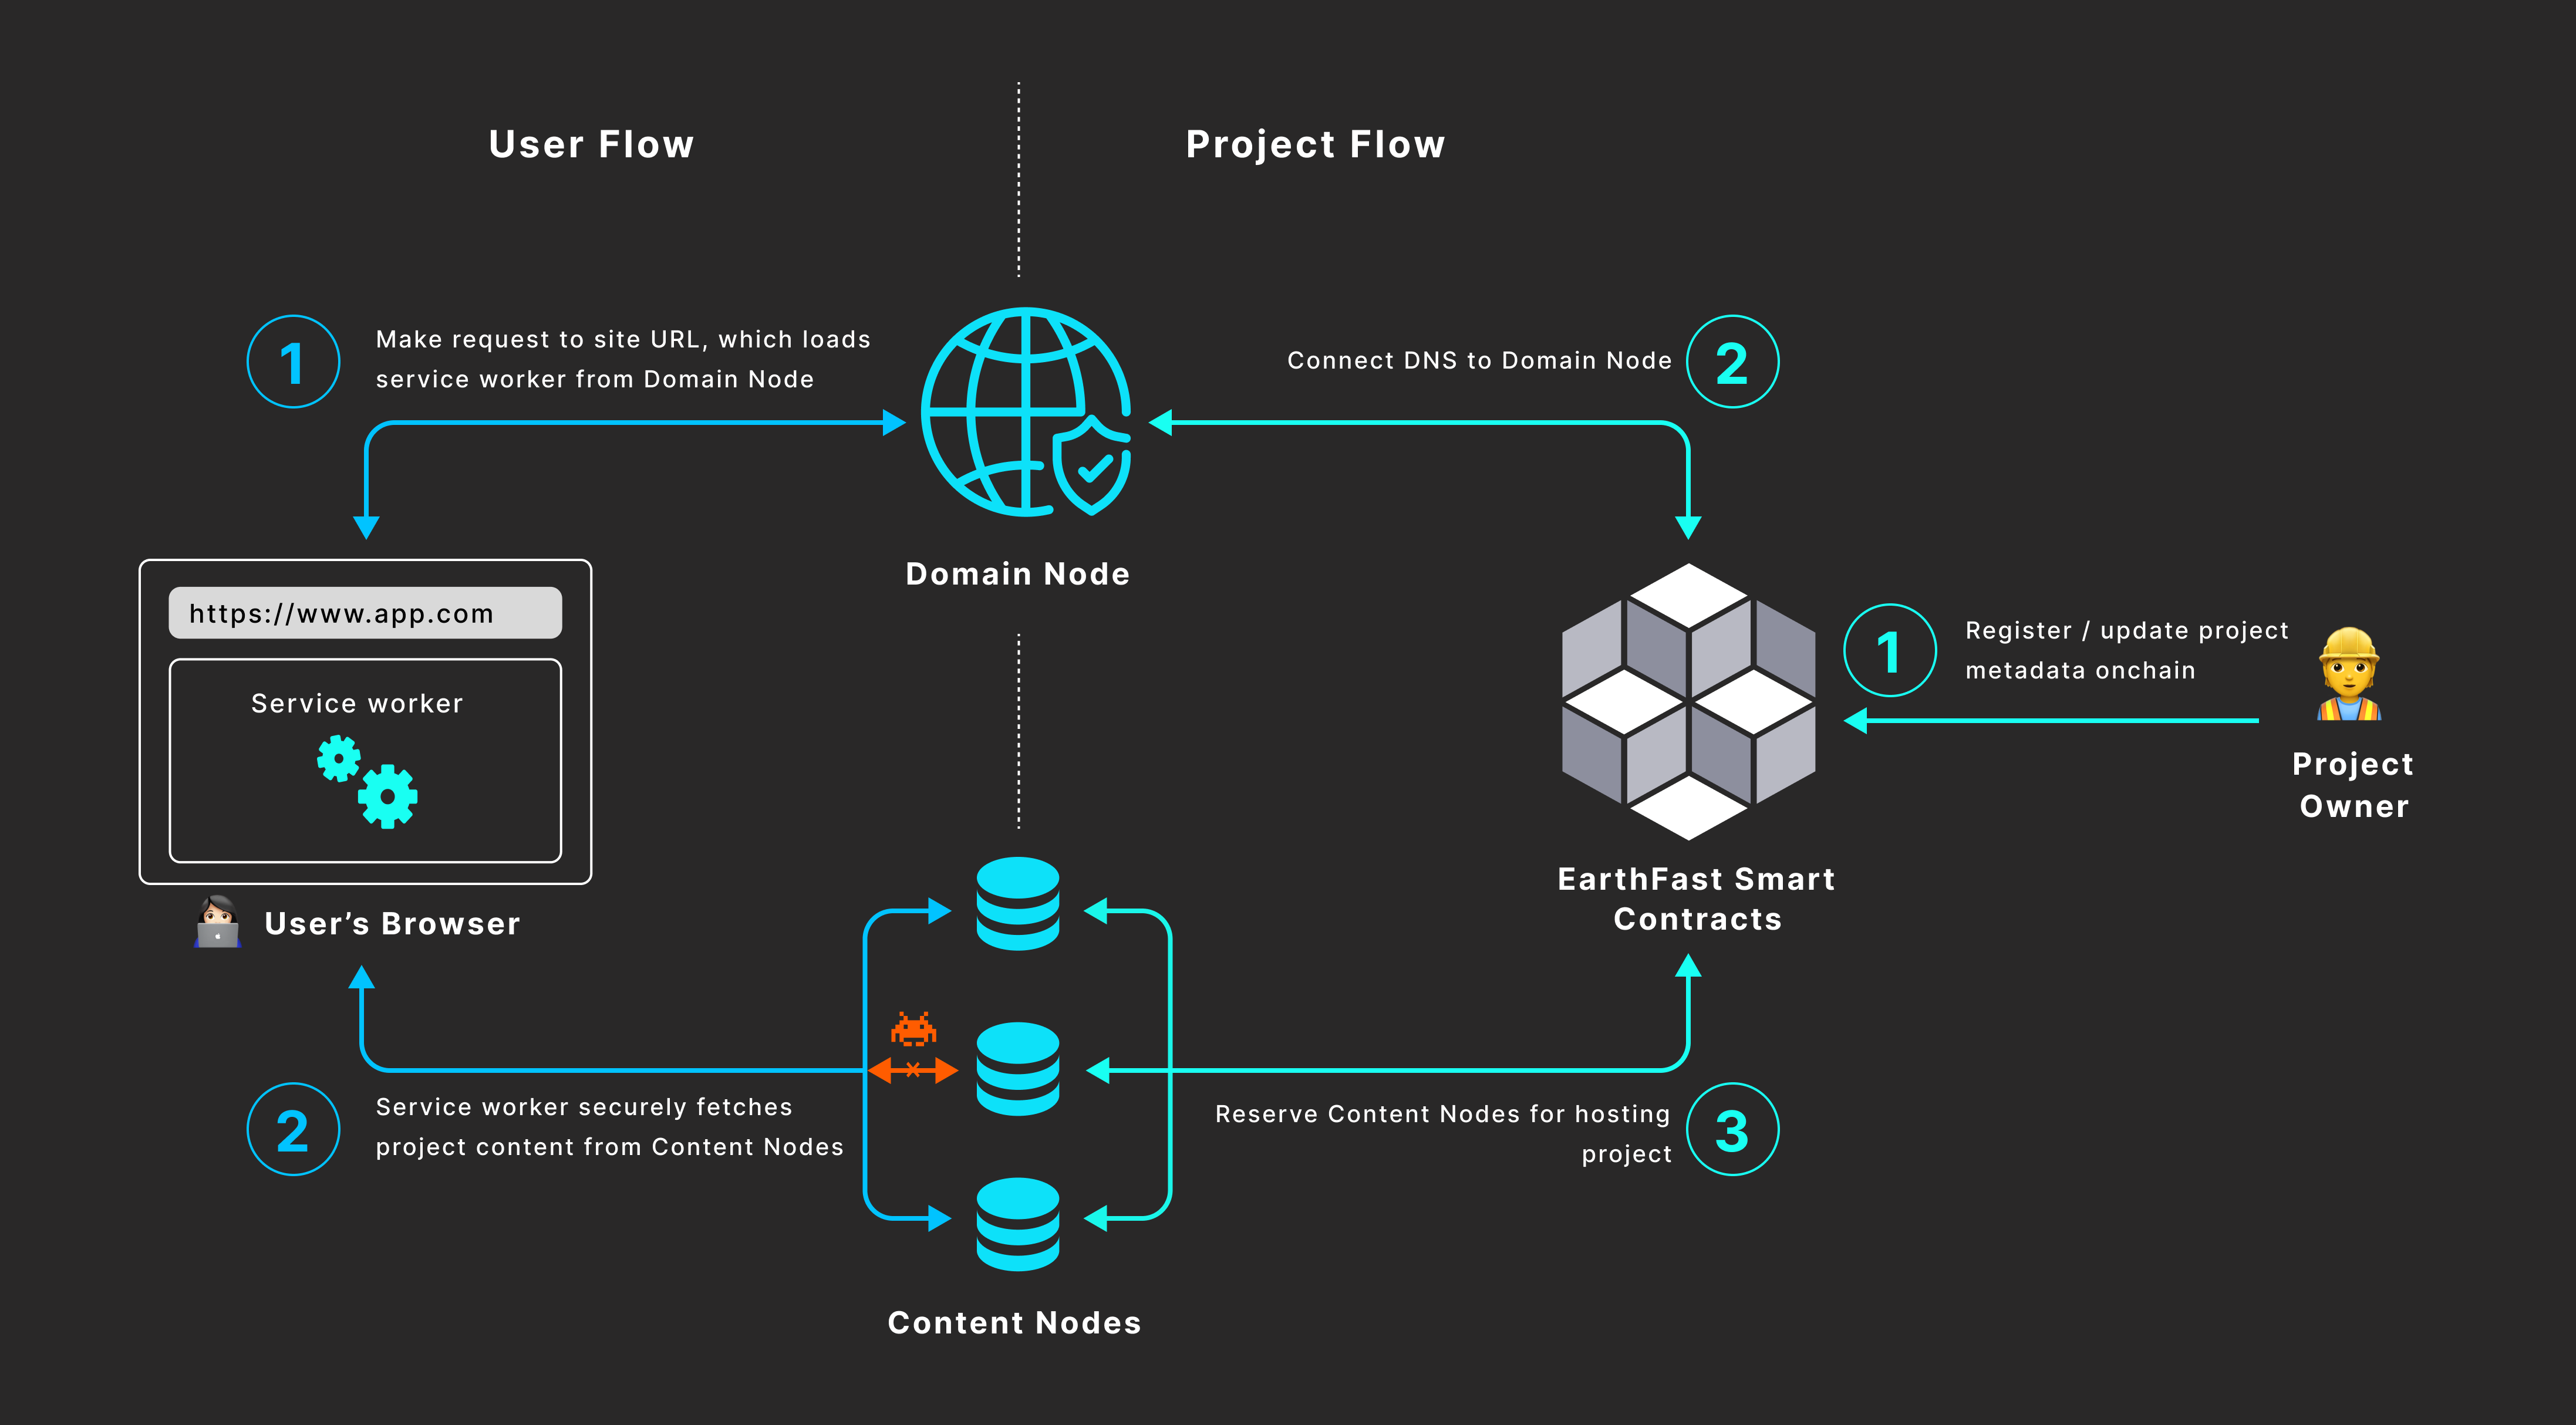 User Flow
Project Flow
1
Make request to site URL, which loads
service worker from Domain Node
Connect DNS to Domain Node
2
Domain Node
https://www.app.com
Service worker
User’s Browser
1
Register / update project
metadata onchain
Project
Owner
EarthFast Smart
Contracts
2
Service worker securely fetches
project content from Content Nodes
Reserve Content Nodes for hosting
project
3
Content Nodes